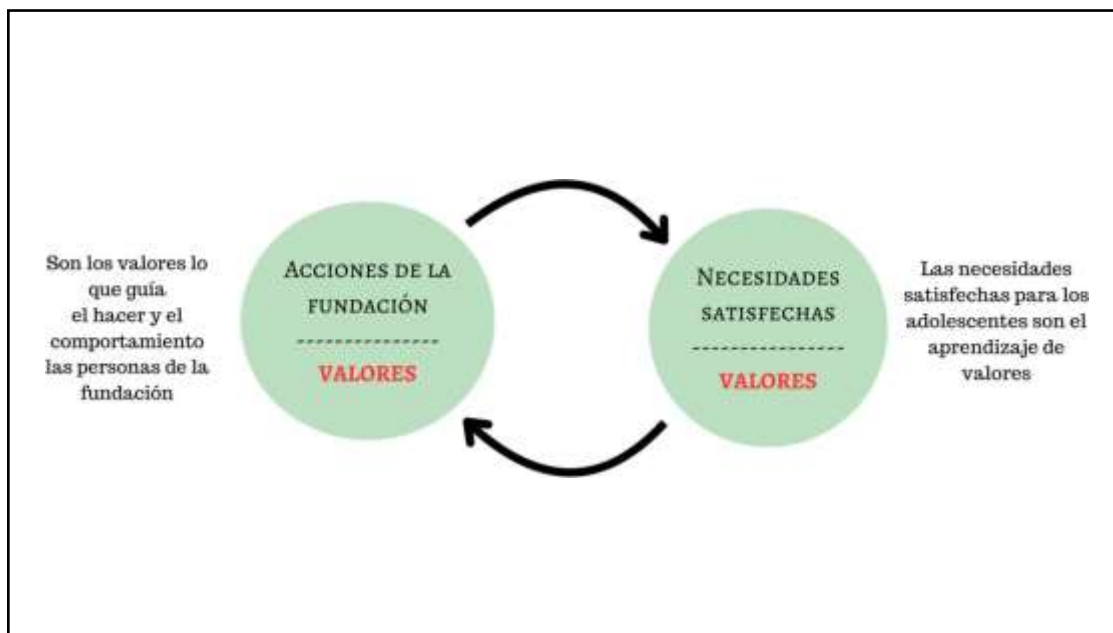 Son los valores lo
que guía
el hacer y el
comportamiento
las personas de la
fundación
ACCIONES DE LA
FUNDACIÓN
---------------
VALORES
NECESIDADES
SATISFECHAS
----------------
VALORES
Las necesidades
satisfechas para los
adolescentes son el
aprendizaje de
valores